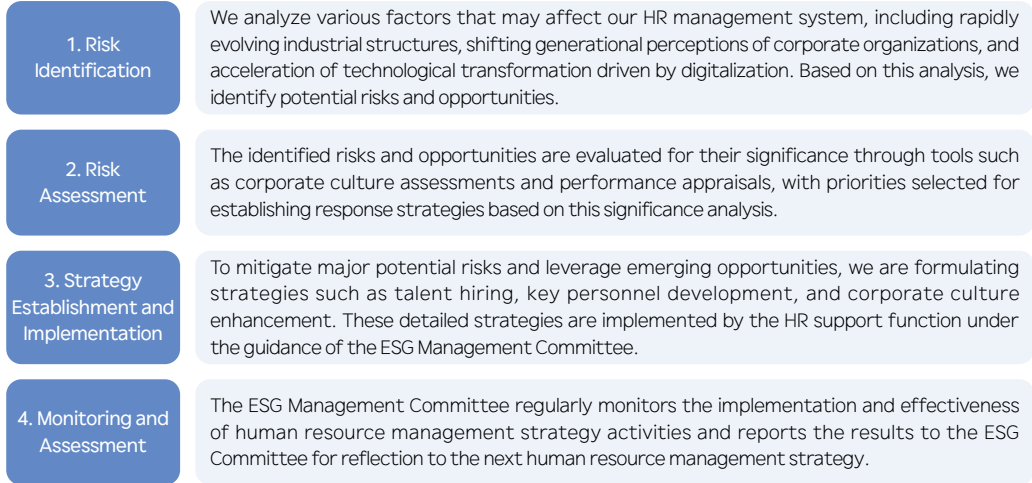 1. Risk
Identification
We analyze various factors that may affect our HR management system, including rapidly
evolving industrial structures, shifting generational perceptions of corporate organizations, and
acceleration of technological transformation driven by digitalization. Based on this analysis, we
identify potential risks and opportunities.
2. Risk
Assessment
The identified risks and opportunities are evaluated for their significance through tools such
as corporate culture assessments and performance appraisals, with priorities selected for
establishing response strategies based on this significance analysis.
3. Strategy
Establishment and
Implementation
To mitigate major potential risks and leverage emerging opportunities, we are formulating
strategies such as talent hiring, key personnel development, and corporate culture
enhancement. These detailed strategies are implemented by the HR support function under
the guidance of the ESG Management Committee.
4. Monitoring and
Assessment
The ESG Management Committee regularly monitors the implementation and effectiveness
of human resource management strategy activities and reports the results to the ESG
Committee for reflection to the next human resource management strategy.